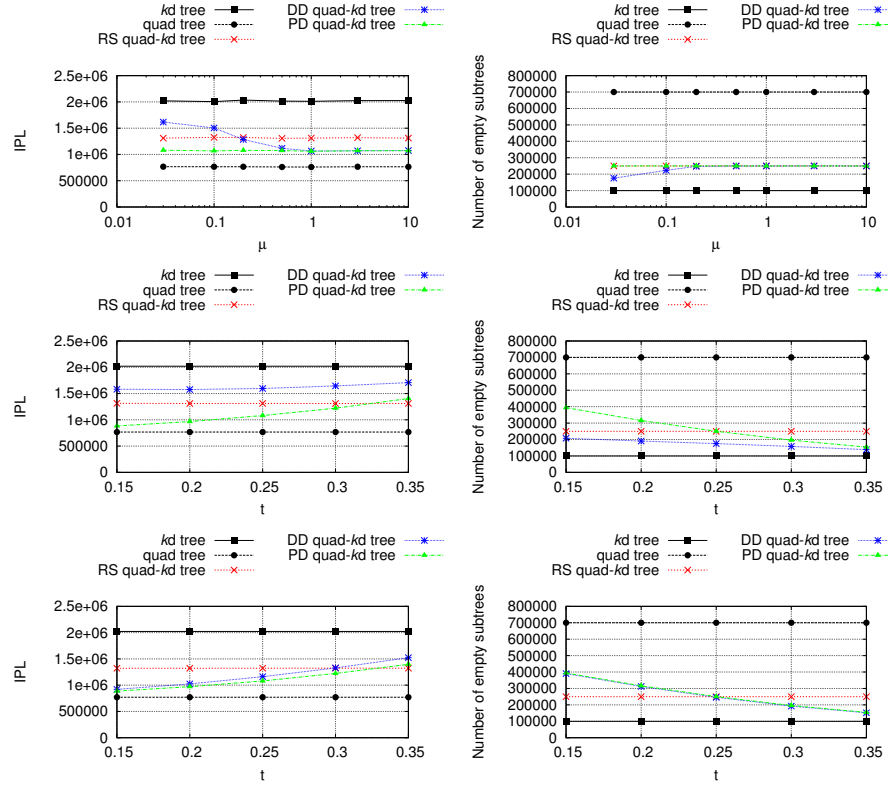 kd tree
quad tree
RS quad-kd tree
DD quad-kd tree
PD quad-kd tree
IPL
2.5e+06
2e+06
1.5e+06
1e+06
500000
0
0.01 0.1 1 10
μ
kd tree
quad tree
RS quad-kd tree
DD quad-kd tree
PD quad-kd tree
Number of empty subtrees
800000
700000
600000
500000
400000
300000
200000
100000
0
0.01 0.1 1 10
μ
kd tree
quad tree
RS quad-kd tree
DD quad-kd tree
PD quad-kd tree
IPL
2.5e+06
2e+06
1.5e+06
1e+06
500000
0
0.15 0.2 0.25 0.3 0.35
t
kd tree
quad tree
RS quad-kd tree
DD quad-kd tree
PD quad-kd tree
Number of empty subtrees
800000
700000
600000
500000
400000
300000
200000
100000
0
0.15 0.2 0.25 0.3 0.35
t
kd tree
quad tree
RS quad-kd tree
DD quad-kd tree
PD quad-kd tree
IPL
2.5e+06
2e+06
1.5e+06
1e+06
500000
0
0.15 0.2 0.25 0.3 0.35
t
kd tree
quad tree
RS quad-kd tree
DD quad-kd tree
PD quad-kd tree
Number of empty subtrees
800000
700000
600000
500000
400000
300000
200000
100000
0
0.15 0.2 0.25 0.3 0.35
t